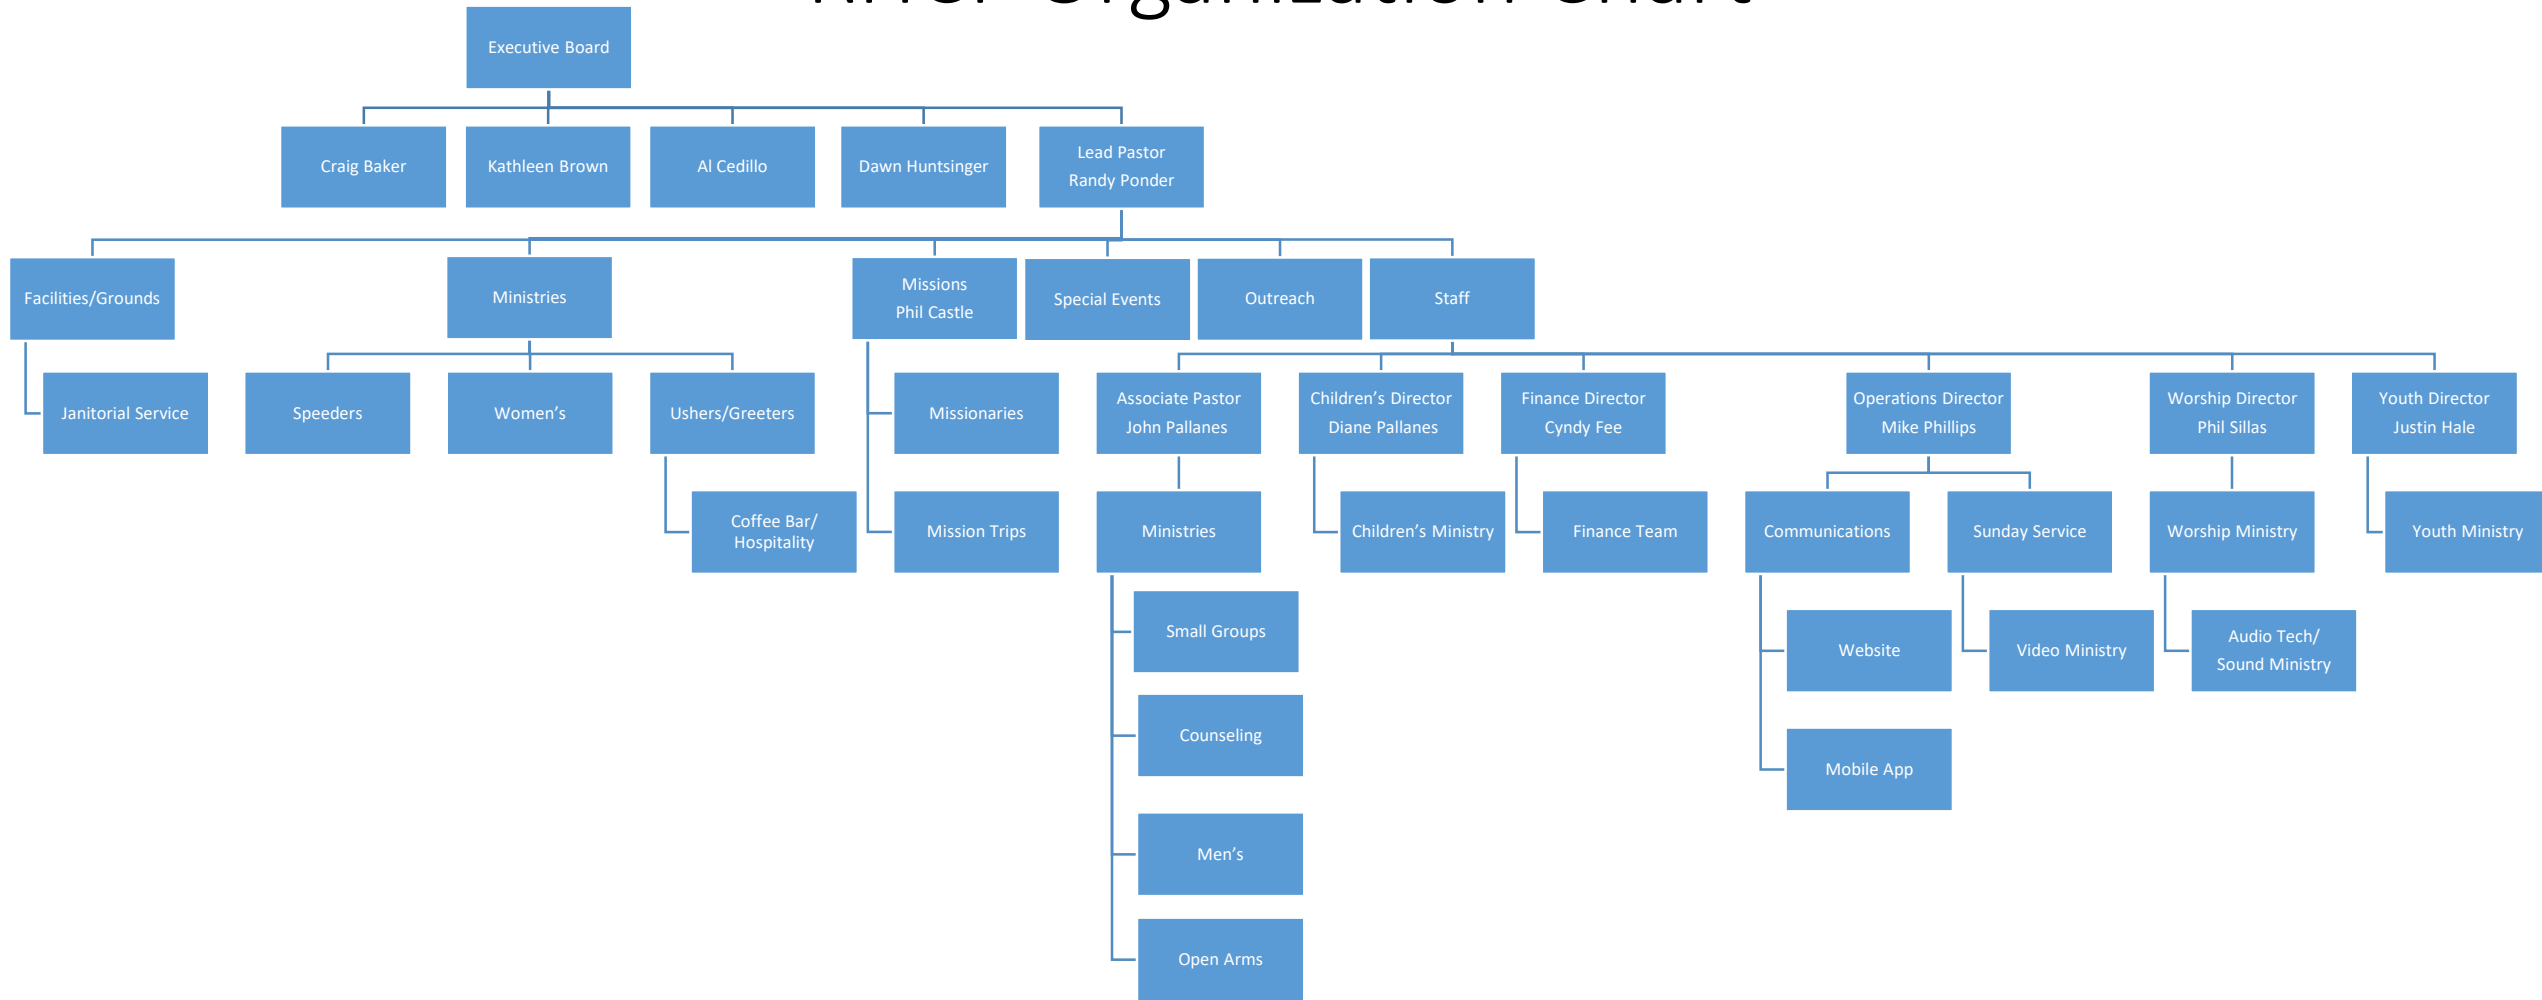 Organization Chart
Executive Board
Craig Baker
Kathleen Brown
Al Cedillo
Dawn Huntsinger
Lead Pastor
Randy Ponder
Facilities/Grounds
Ministries
Missions
Phil Castle
Special Events
Outreach
Staff
Janitorial Service
Speeders
Women’s
Ushers/Greeters
Missionaries
Associate Pastor
John Pallanes
Children’s Director
Diane Pallanes
Finance Director
Cyndy Fee
Operations Director
Mike Phillips
Worship Director
Phil Sillas
Youth Director
Justin Hale
Coffee Bar/
Hospitality
Mission Trips
Ministries
Children’s Ministry
Finance Team
Communications
Sunday Service
Worship Ministry
Youth Ministry
Small Groups
Website
Video Ministry
Audio Tech/
Sound Ministry
Counseling
Mobile App
Men’s
Open Arms